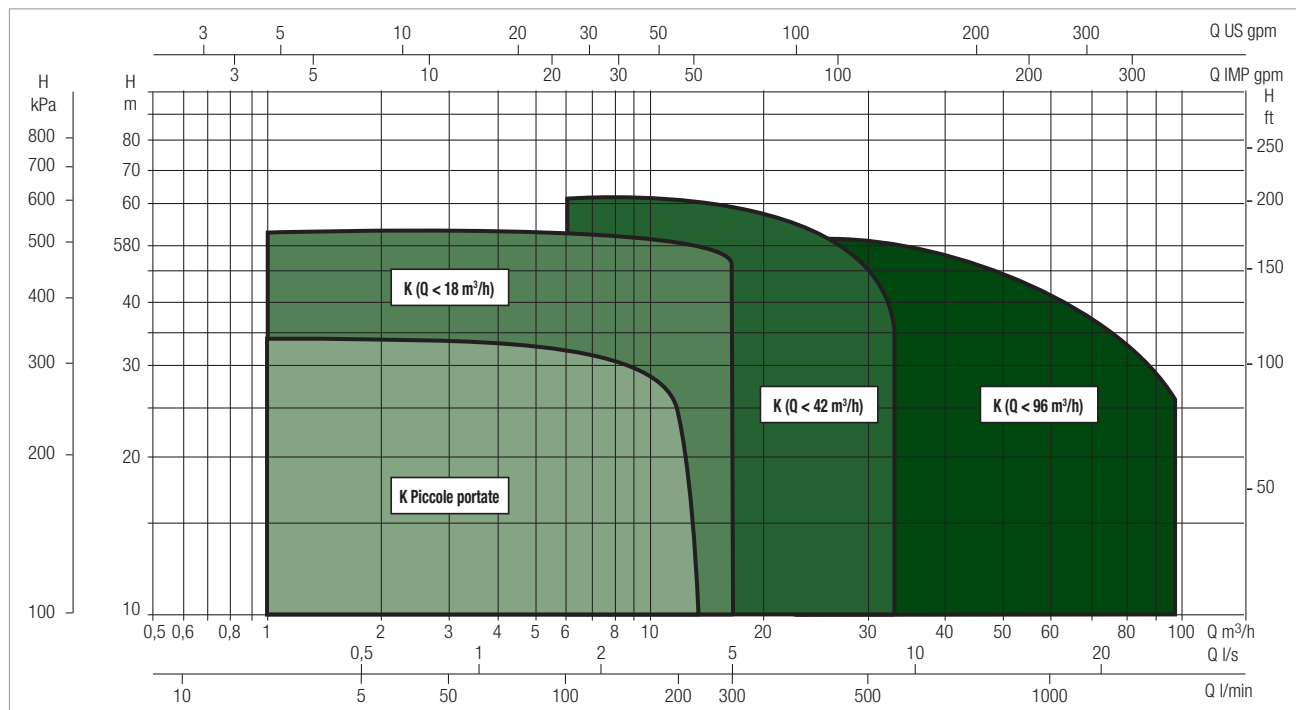 3 5 10 20 30 50 100 200 300 Q US gpm
3 5 10 20 30 50 100 200 300 Q IMP gpm
H kPa
H m
H ft
800
700
600
500
400
300
200
100
80
70
60
580
40
30
20
10
250
200
150
100
50
K (Q < 18 m³/h)
K (Q < 42 m³/h)
K (Q < 96 m³/h)
K Piccole portate
0,5 0,6 0,8 1 2 3 4 5 6 8 10 20 30 40 50 60 80 100 Q m³/h
0,5 1 2 5 10 20 Q l/s
10 5 50 100 200 300 500 1000 Q l/min